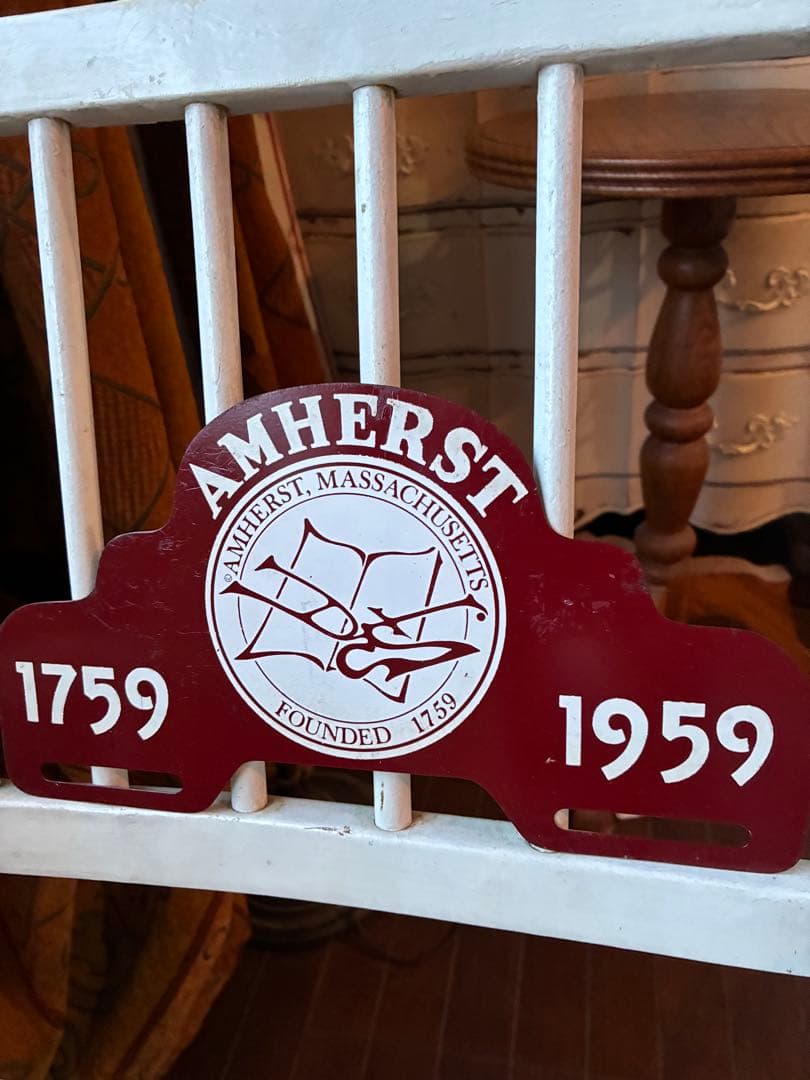 AMHERST
© AMHERST, MASSACHUSETTS
1759
1959
FOUNDED 1759